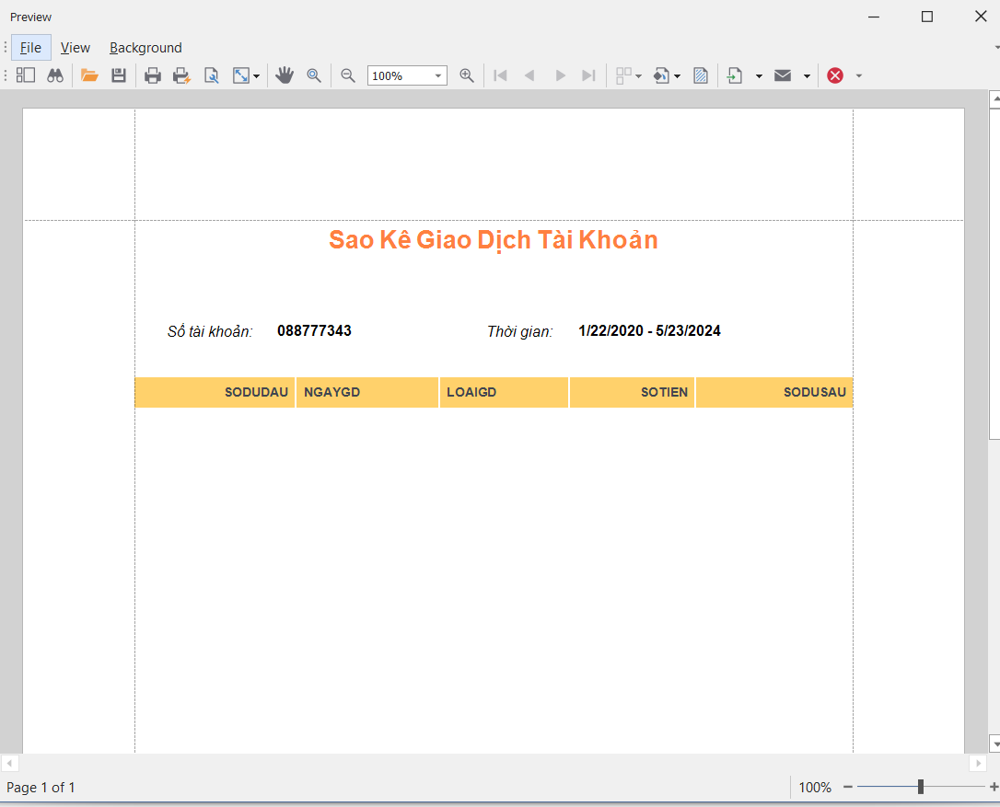 Preview
File View Background
100%
Sao Kê Giao Dịch Tài Khoản
Số tài khoản: 088777343 Thời gian: 1/22/2020 - 5/23/2024
SODUDAU NGAYGD LOAIGD SOTIEN SODUSAU
Page 1 of 1 100%